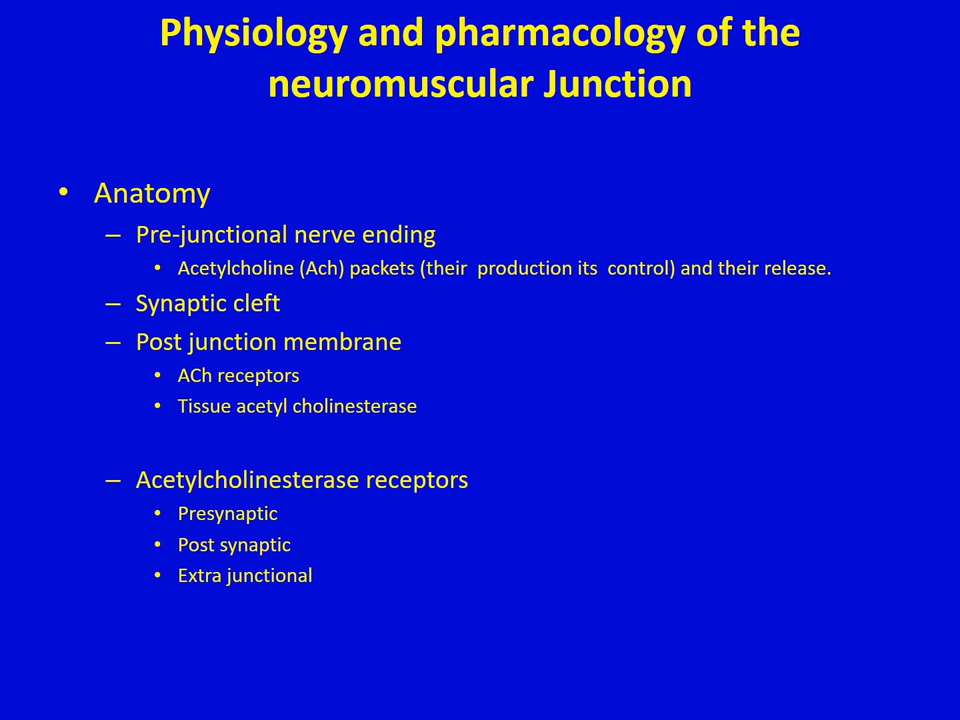 Physiology and pharmacology of the
neuromuscular Junction
• Anatomy
– Pre-junctional nerve ending
• Acetylcholine (Ach) packets (their production its control) and their release.
– Synaptic cleft
– Post junction membrane
• ACh receptors
• Tissue acetyl cholinesterase
– Acetylcholinesterase receptors
• Presynaptic
• Post synaptic
• Extra junctional